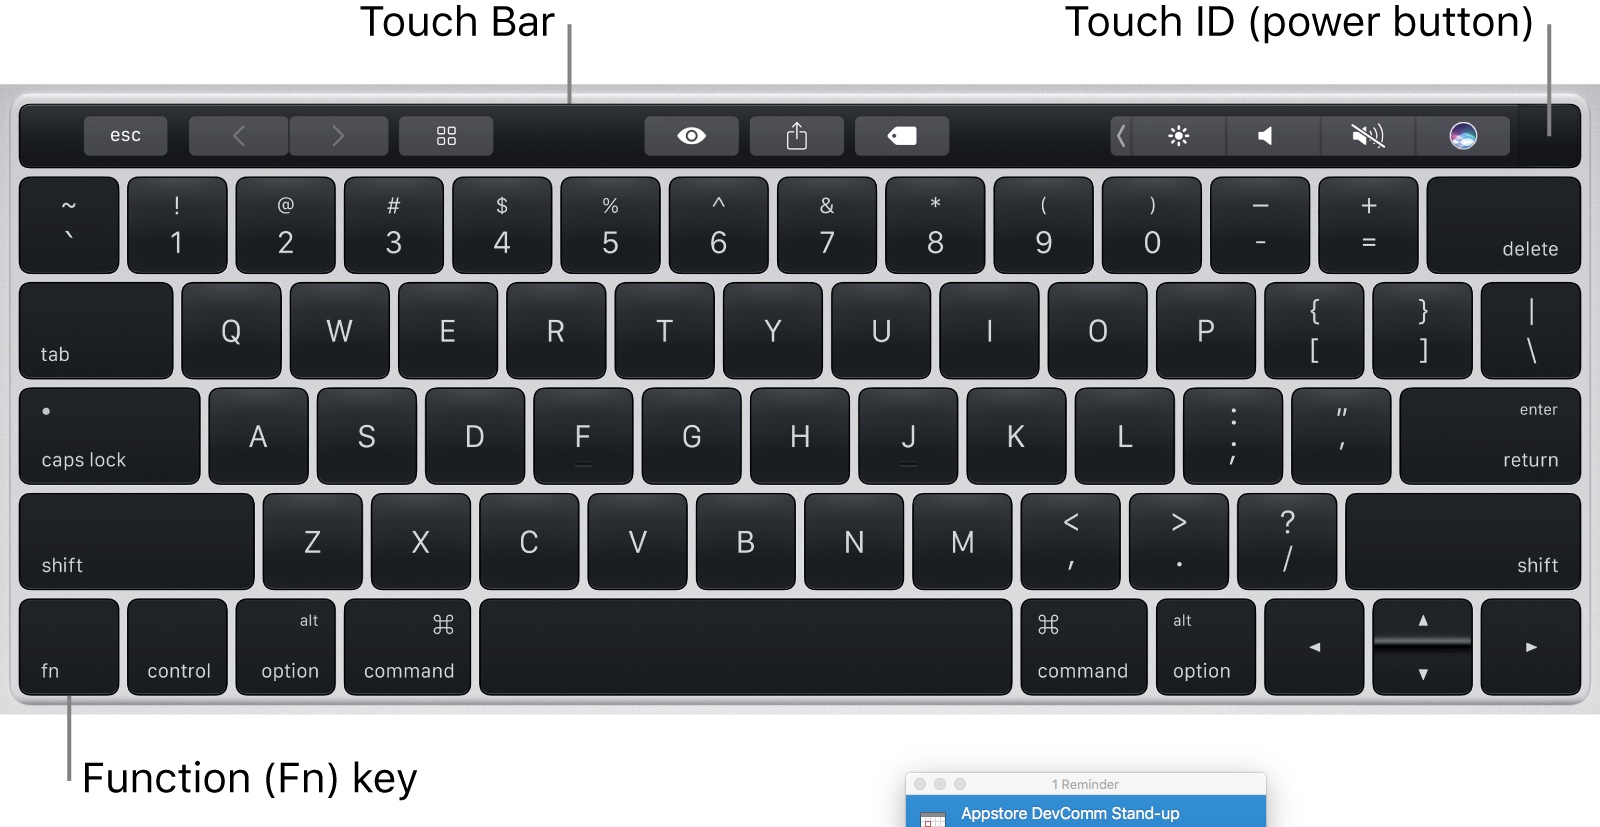 Touch Bar
Touch ID (power button)
esc
~ ! @ # $ % ^ & * ( ) — +
` 1 2 3 4 5 6 7 8 9 0 - = delete
tab Q W E R T Y U I O P { [ } ] | \
caps lock A S D F G H J K L : ; " ' enter return
shift Z X C V B N M < , > . ? / shift
fn control alt option ⌘ command ⌘ command alt option ◀ ▲ ▼ ▶
Function (Fn) key
1 Reminder
Appstore DevComm Stand-up